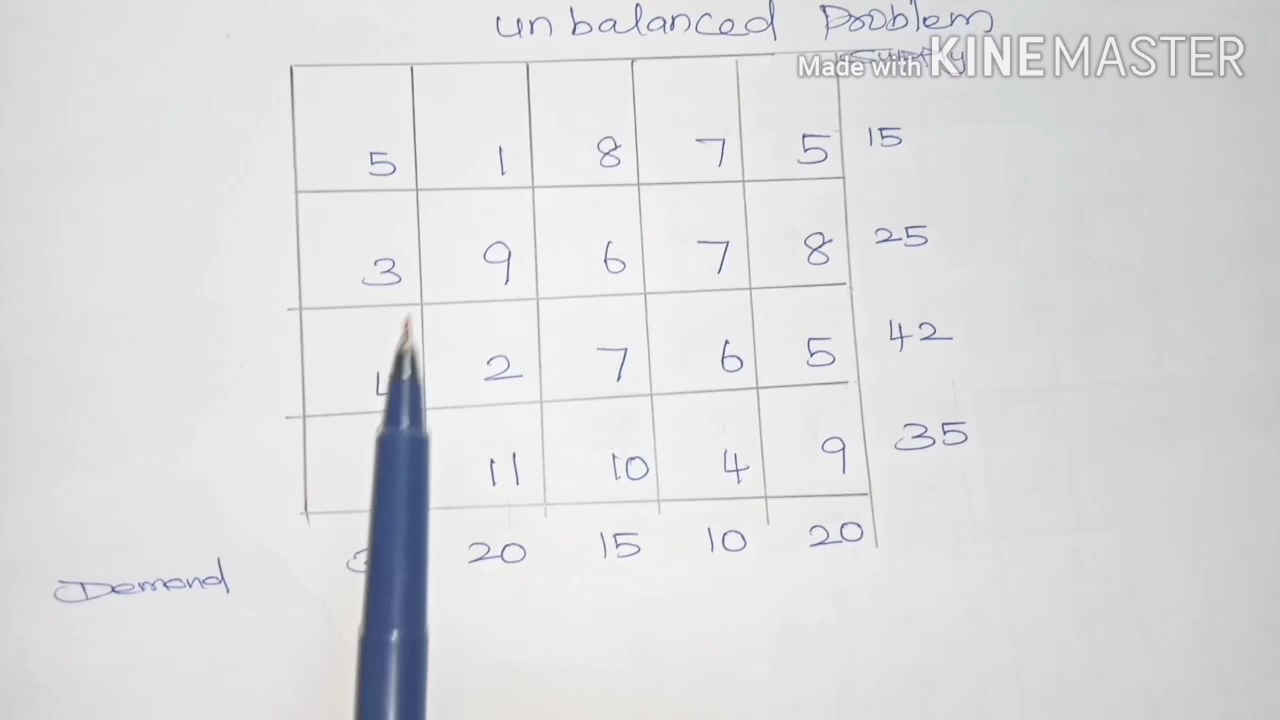 unbalanced Problem
Supply
Made with KINEMASTER
5 1 8 7 5 15
3 9 6 7 8 25
2 7 6 5 42
11 10 4 9 35
Demand 20 15 10 20